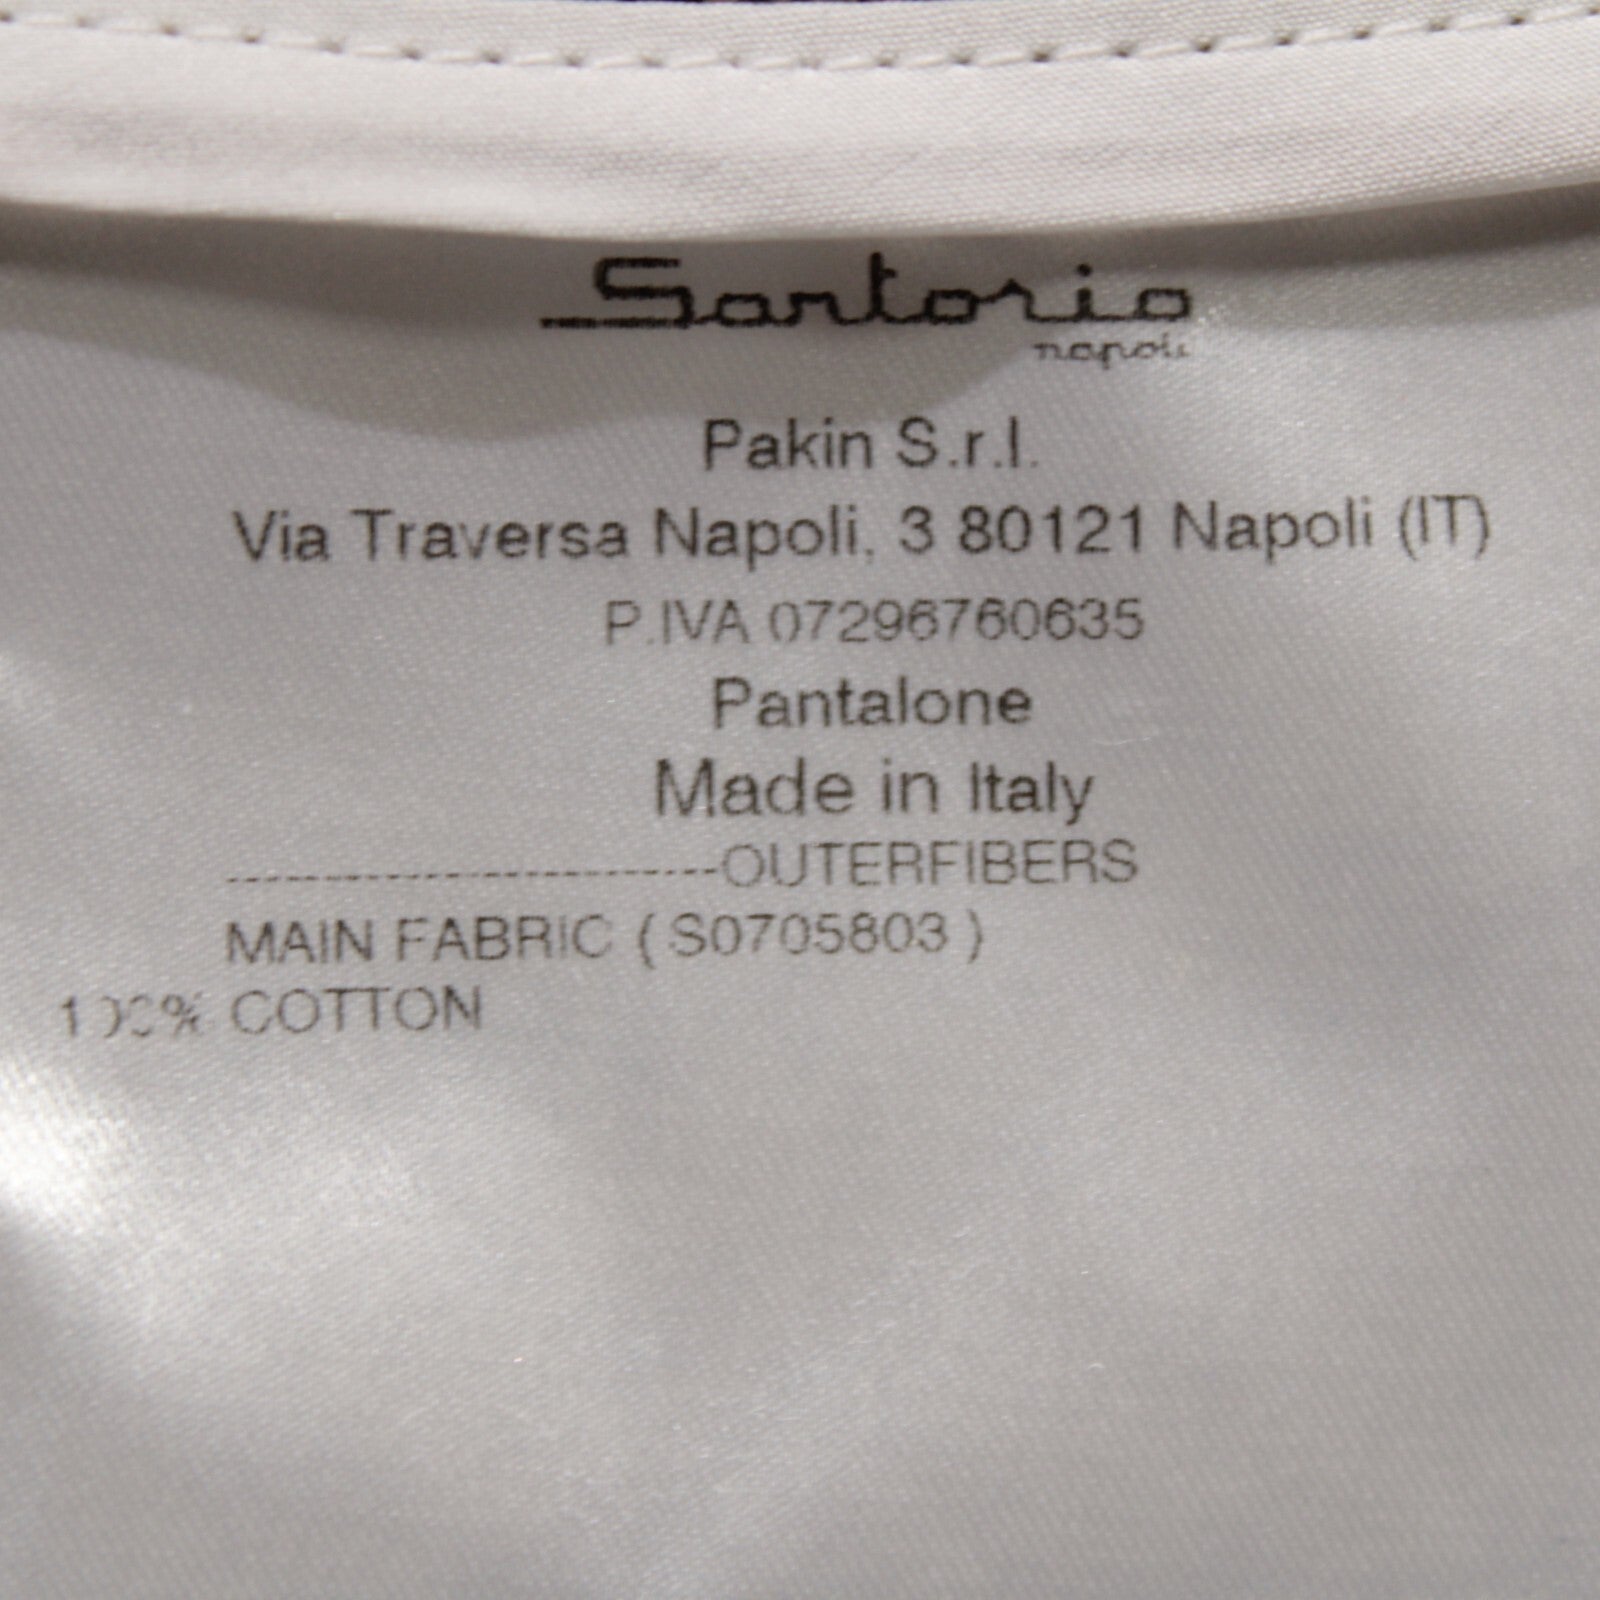 Sartorio
napoli
Pakin S.r.l.
Via Traversa Napoli, 3 80121 Napoli (IT)
P.IVA 07296760635
Pantalone
Made in Italy
------------------------OUTERFIBERS
MAIN FABRIC ( S0705803 )
100% COTTON